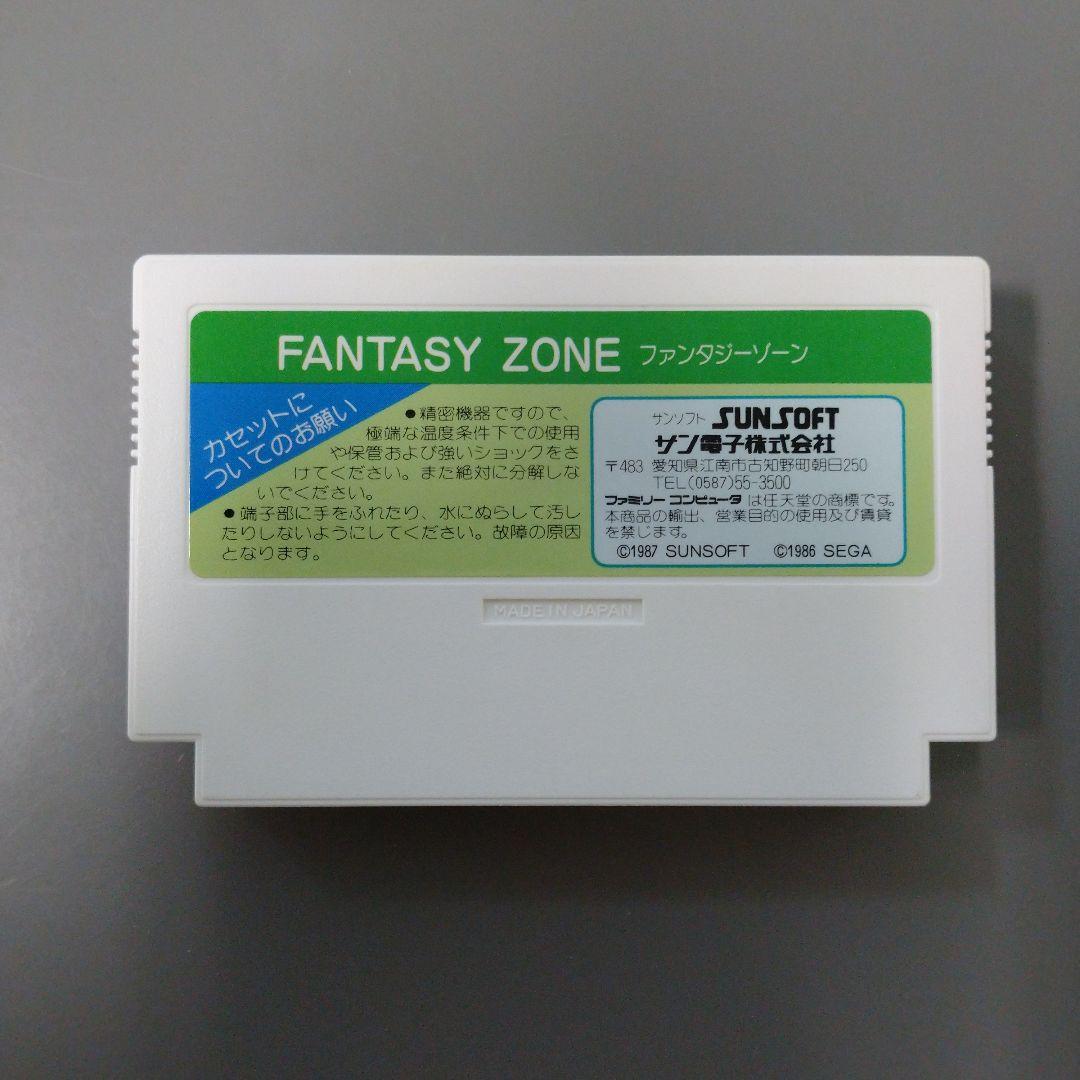 FANTASY ZONE ファンタジーゾーン
カセットに
ついてのお願い
●精密機器ですので、
極端な温度条件下での使用
や保管および強いショックをさ
けてください。また絶対に分解しな
いでください。
●端子部に手をふれたり、水にぬらして汚し
たりしないようにしてください。故障の原因
となります。
サンソフト SUNSOFT
サン電子株式会社
〒483 愛知県江南市古知野町朝日250
TEL(0587)55-3500
ファミリー コンピュータ は任天堂の商標です。
本商品の輸出、営業目的の使用及び賃貸
を禁じます。
©1987 SUNSOFT ©1986 SEGA
MADE IN JAPAN